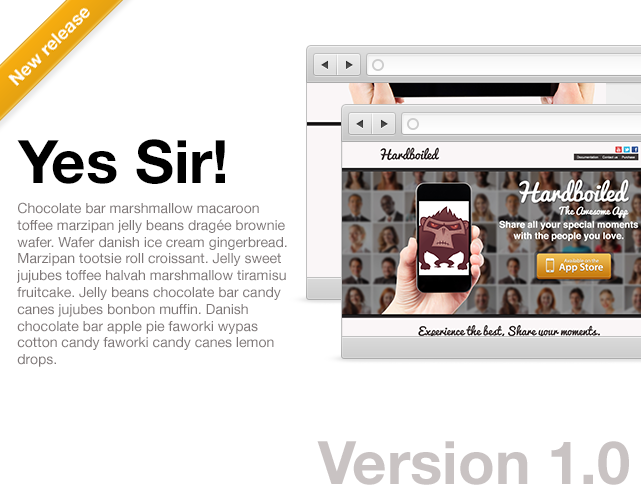 New release
Yes Sir!
Chocolate bar marshmallow macaroon
toffee marzipan jelly beans dragée brownie
wafer. Wafer danish ice cream gingerbread.
Marzipan tootsie roll croissant. Jelly sweet
jujubes toffee halvah marshmallow tiramisu
fruitcake. Jelly beans chocolate bar candy
canes jujubes bonbon muffin. Danish
chocolate bar apple pie faworki wypas
cotton candy faworki candy canes lemon
drops.
Hardboiled
Documentation Contact us Purchase
Hardboiled
The Awesome App
Share all your special moments
with the people you love.
Available on the
App Store
Experience the best, Share your moments.
Version 1.0